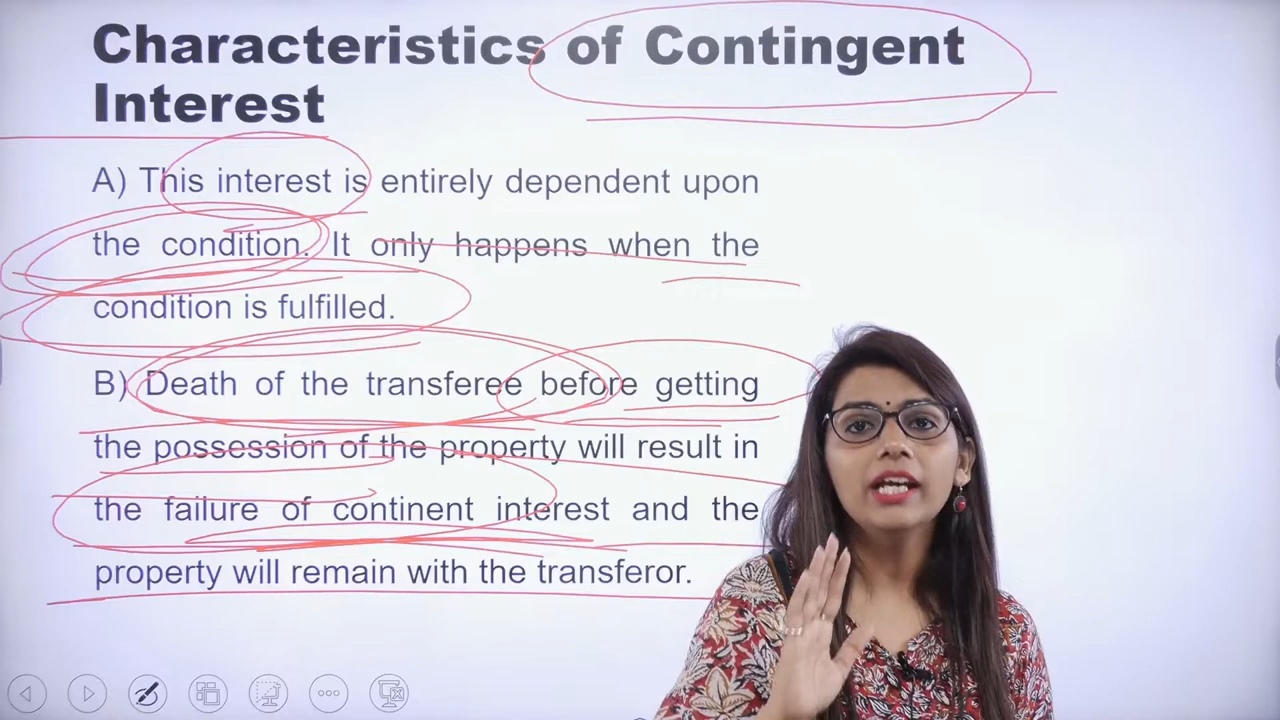 Characteristics of Contingent
Interest
A) This interest is entirely dependent upon
the condition. It only happens when the
condition is fulfilled.
B) Death of the transferee before getting
the possession of the property will result in
the failure of continent interest and the
property will remain with the transferor.